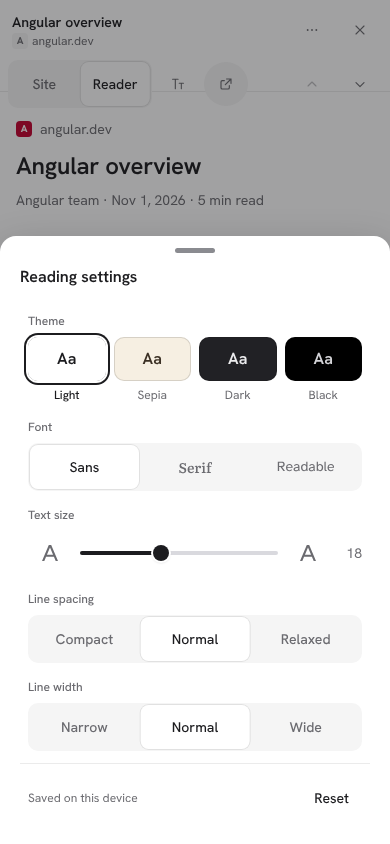 Angular overview
A angular.dev
Site Reader TT
A angular.dev
Angular overview
Angular team · Nov 1, 2026 · 5 min read
Reading settings
Theme
Aa Aa Aa Aa
Light Sepia Dark Black
Font
Sans Serif Readable
Text size
A A 18
Line spacing
Compact Normal Relaxed
Line width
Narrow Normal Wide
Saved on this device Reset